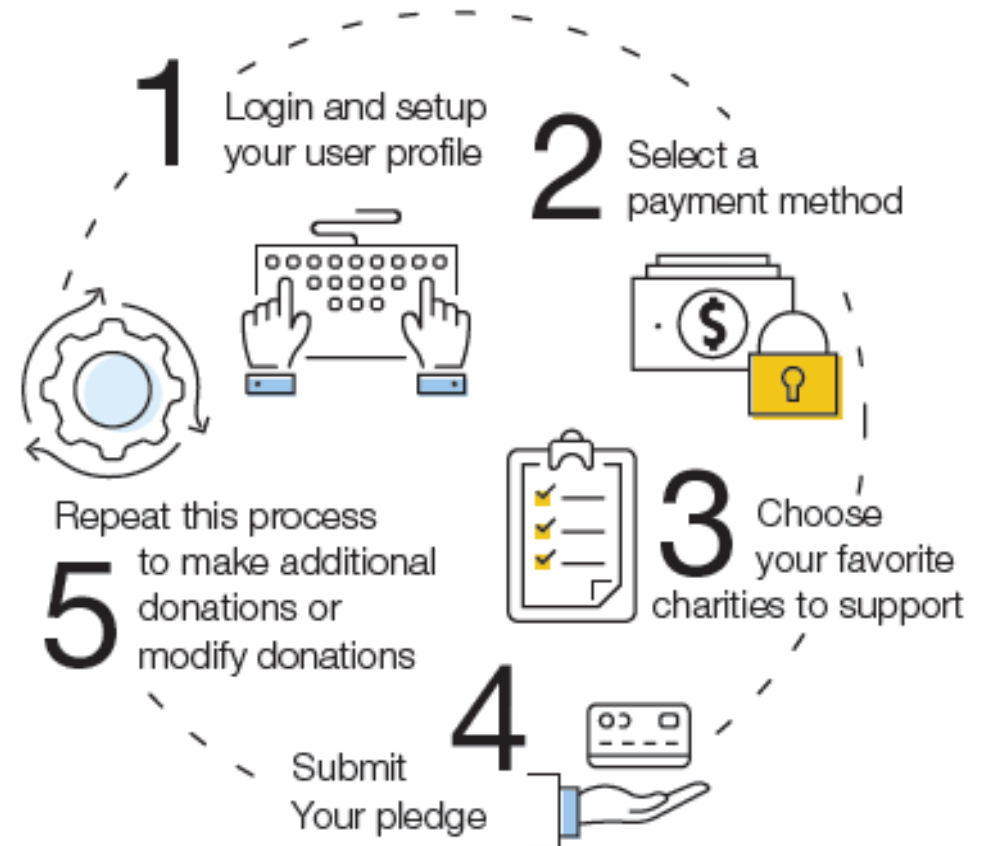 1
Login and setup
your user profile
2
Select a
payment method
$
3
Choose
your favorite
charities to support
4
Submit
Your pledge
5
Repeat this process
to make additional
donations or
modify donations